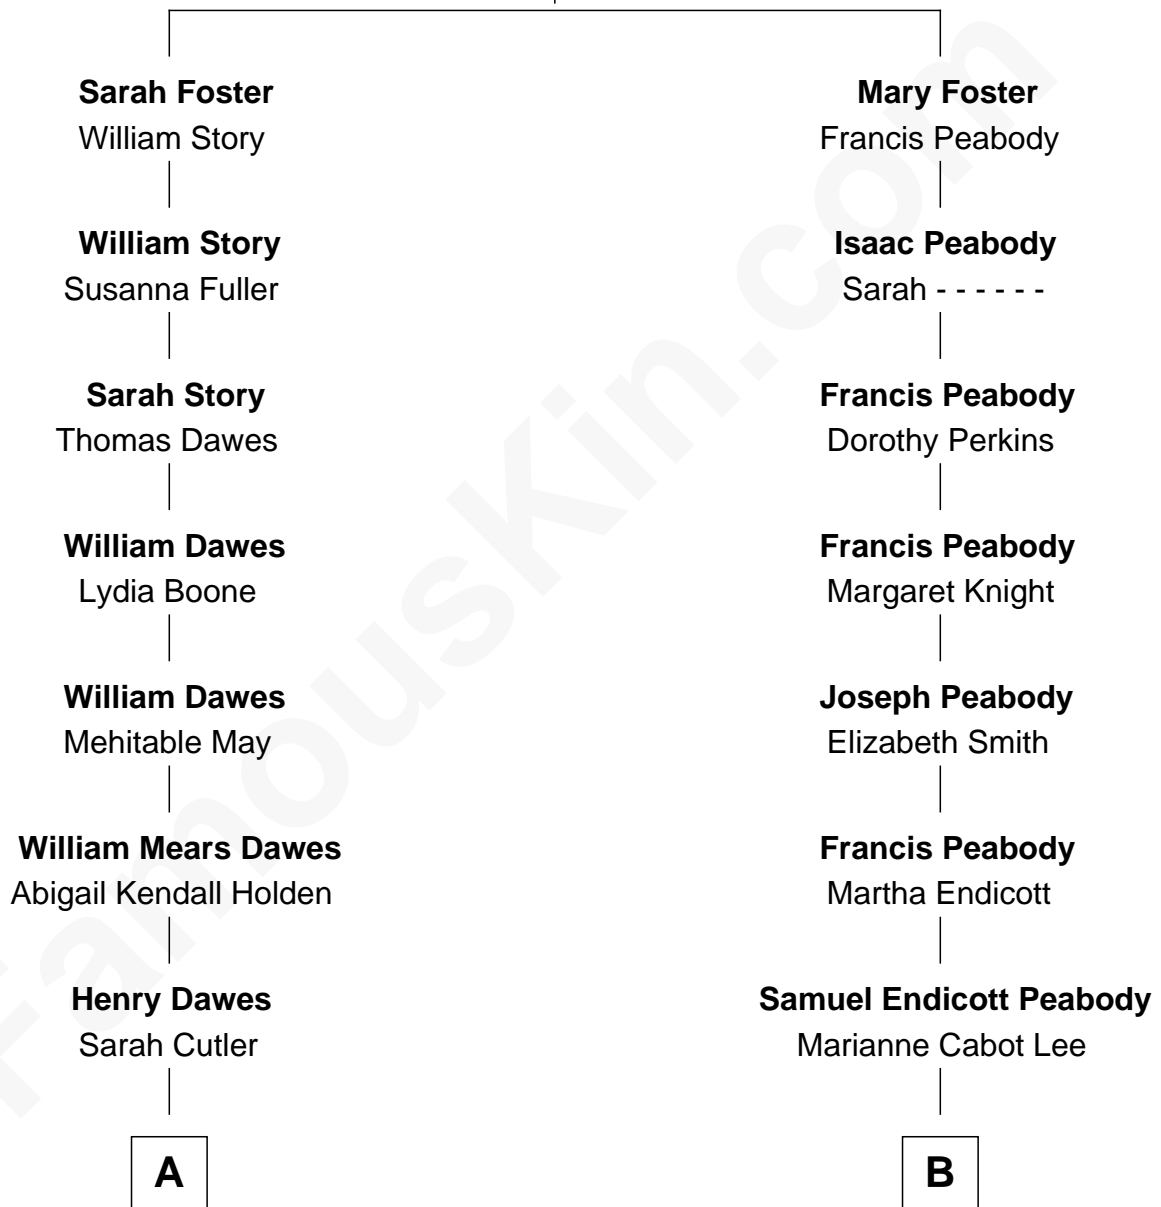 Sarah Foster
William Story
William Story
Susanna Fuller
Sarah Story
Thomas Dawes
William Dawes
Lydia Boone
William Dawes
Mehitable May
William Mears Dawes
Abigail Kendall Holden
Henry Dawes
Sarah Cutler
A
Mary Foster
Francis Peabody
Isaac Peabody
Sarah - - - - - -
Francis Peabody
Dorothy Perkins
Francis Peabody
Margaret Knight
Joseph Peabody
Elizabeth Smith
Francis Peabody
Martha Endicott
Samuel Endicott Peabody
Marianne Cabot Lee
B
FamousKin.com